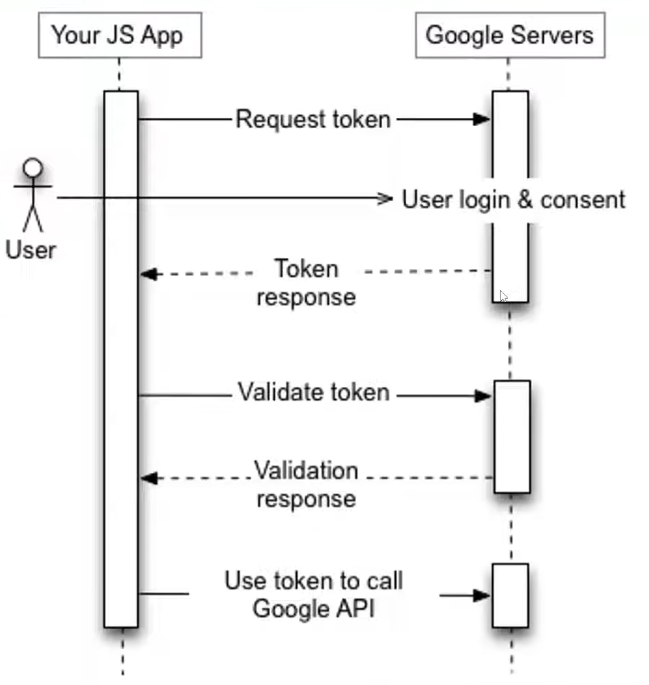 Your JS App
Google Servers
Request token
User login & consent
User
Token
response
Validate token
Validation
response
Use token to call
Google API